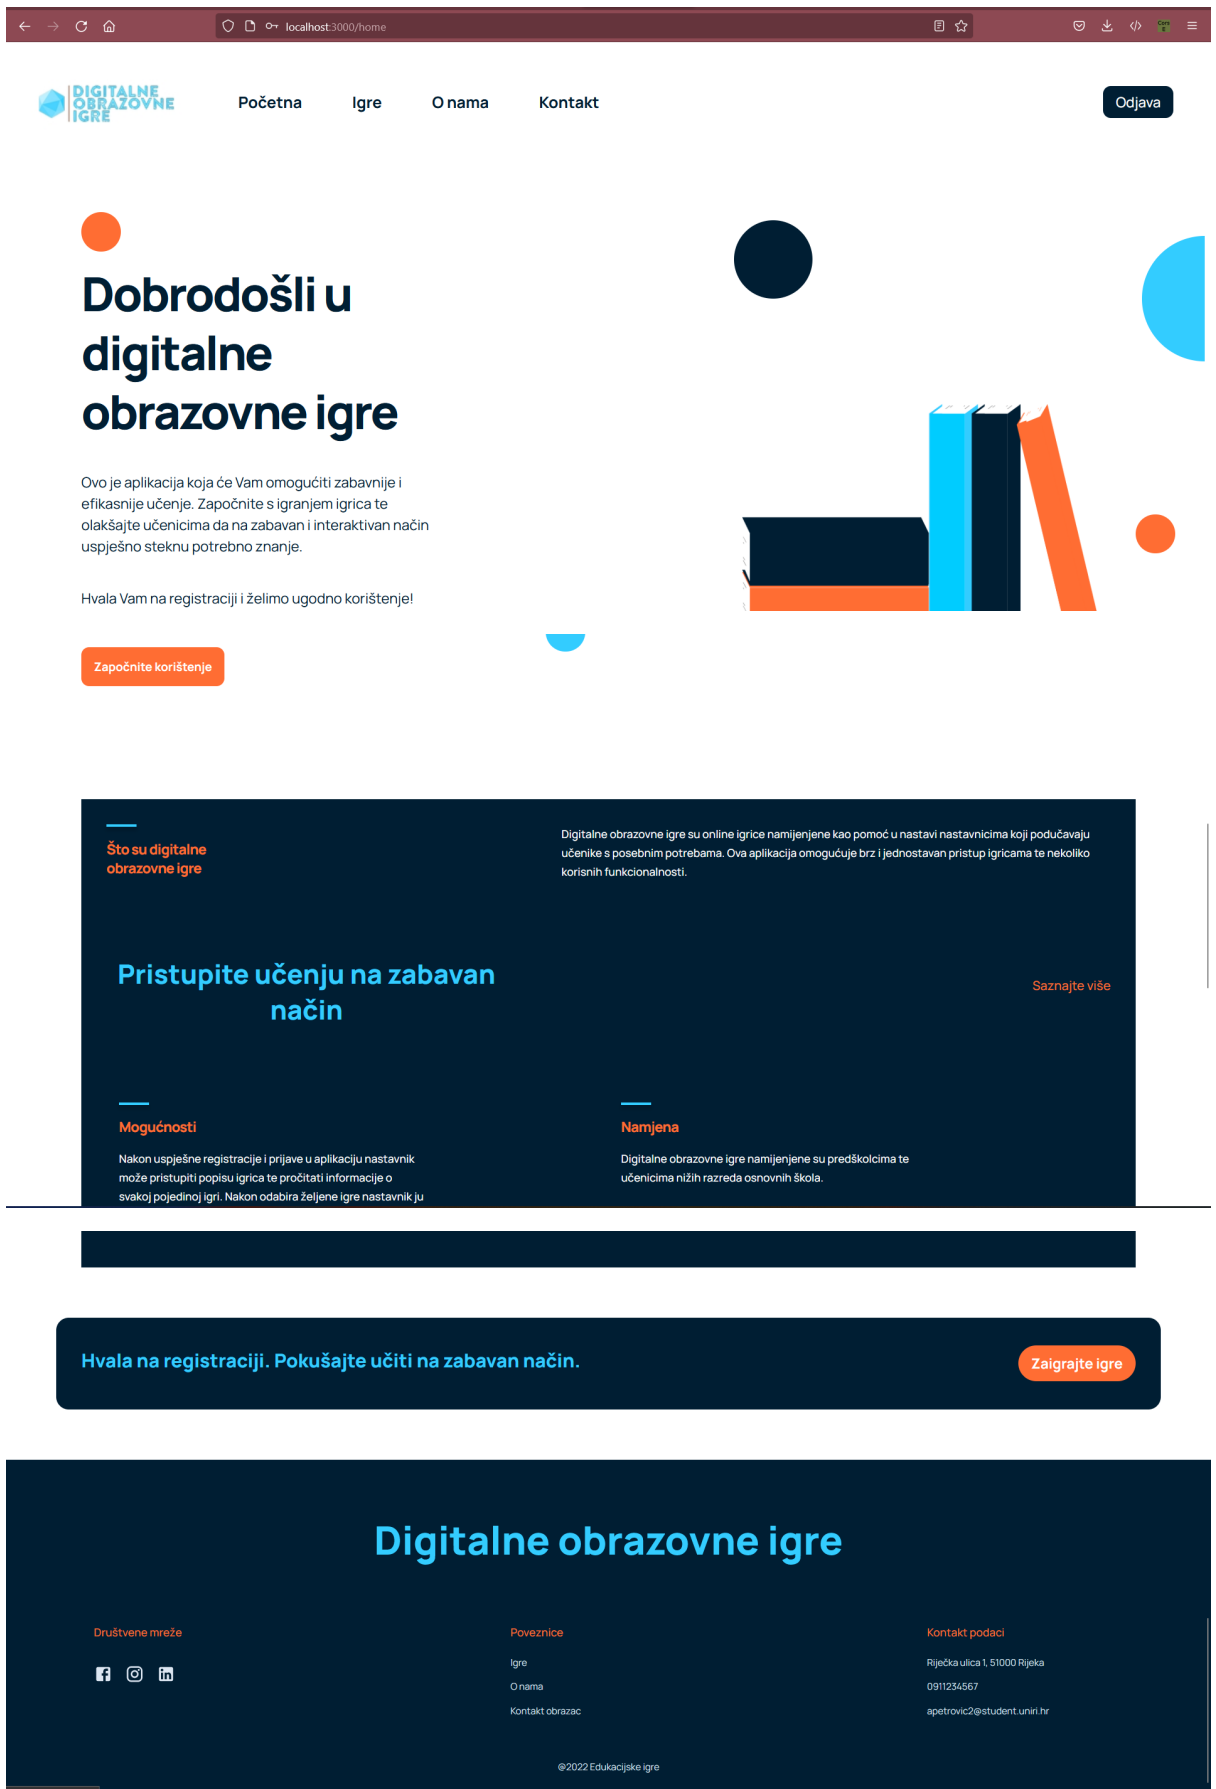 localhost:3000/home
DIGITALNE
OBRAZOVNE
IGRE
Početna Igre O nama Kontakt Odjava
Dobrodošli u
digitalne
obrazovne igre
Ovo je aplikacija koja će Vam omogućiti zabavnije i
efikasnije učenje. Započnite s igranjem igrica te
olakšajte učenicima da na zabavan i interaktivan način
uspješno steknu potrebno znanje.
Hvala Vam na registraciji i želimo ugodno korištenje!
Započnite korištenje
Što su digitalne
obrazovne igre
Digitalne obrazovne igre su online igrice namijenjene kao pomoć u nastavi nastavnicima koji podučavaju
učenike s posebnim potrebama. Ova aplikacija omogućuje brz i jednostavan pristup igricama te nekoliko
korisnih funkcionalnosti.
Pristupite učenju na zabavan
način
Saznajte više
Mogućnosti
Nakon uspješne registracije i prijave u aplikaciju nastavnik
može pristupiti popisu igrica te pročitati informacije o
svakoj pojedinoj igri. Nakon odabira željene igre nastavnik ju
Namjena
Digitalne obrazovne igre namijenjene su predškolcima te
učenicima nižih razreda osnovnih škola.
Hvala na registraciji. Pokušajte učiti na zabavan način.
Zaigrajte igre
Digitalne obrazovne igre
Društvene mreže
Poveznice
Igre
O nama
Kontakt obrazac
Kontakt podaci
Riječka ulica 1, 51000 Rijeka
0911234567
apetrovic2@student.uniri.hr
@2022 Edukacijske igre